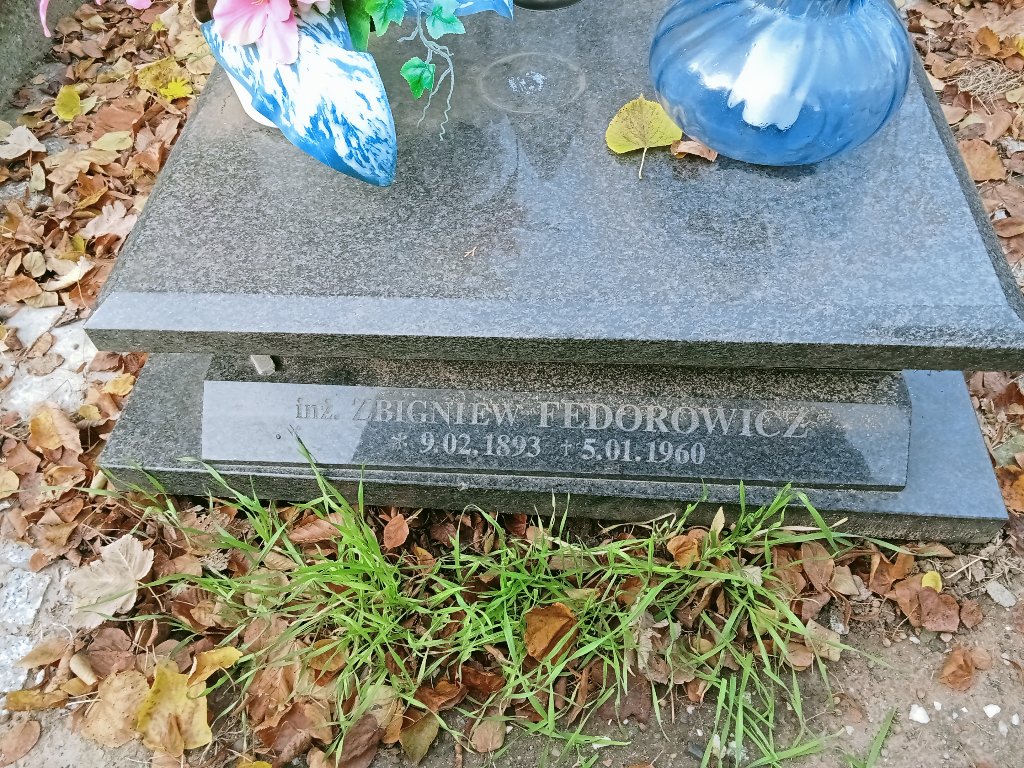 inż. ZBIGNIEW FEDOROWICZ
* 9.02.1893 † 5.01.1960